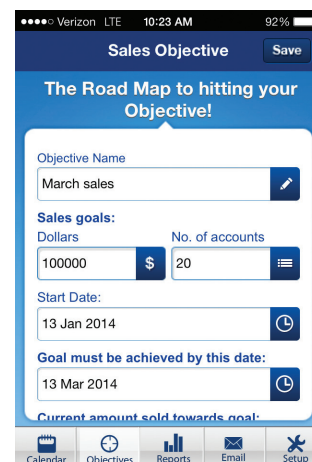 Verizon LTE 10:23 AM 92%
Sales Objective Save
The Road Map to hitting your
Objective!
Objective Name
March sales
Sales goals:
Dollars No. of accounts
100000 $ 20
Start Date:
13 Jan 2014
Goal must be achieved by this date:
13 Mar 2014
Current amount sold towards goal:
Calendar Objectives Reports Email Setup